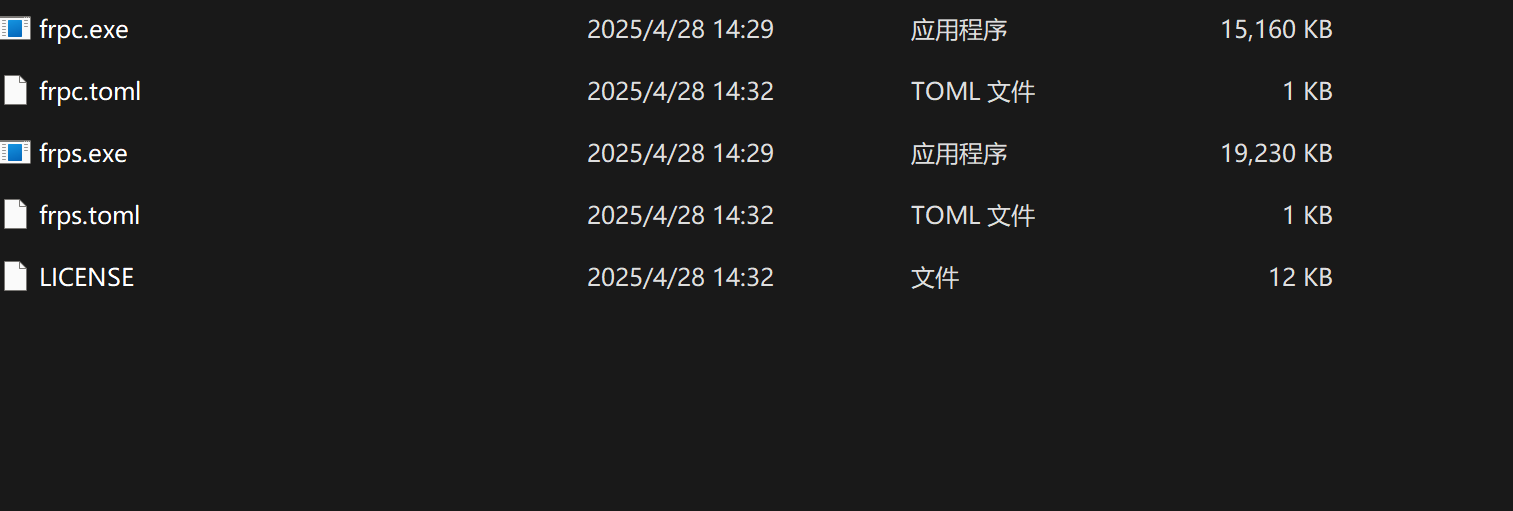 frpc.exe 2025/4/28 14:29 应用程序 15,160 KB
frpc.toml 2025/4/28 14:32 TOML 文件 1 KB
frps.exe 2025/4/28 14:29 应用程序 19,230 KB
frps.toml 2025/4/28 14:32 TOML 文件 1 KB
LICENSE 2025/4/28 14:32 文件 12 KB